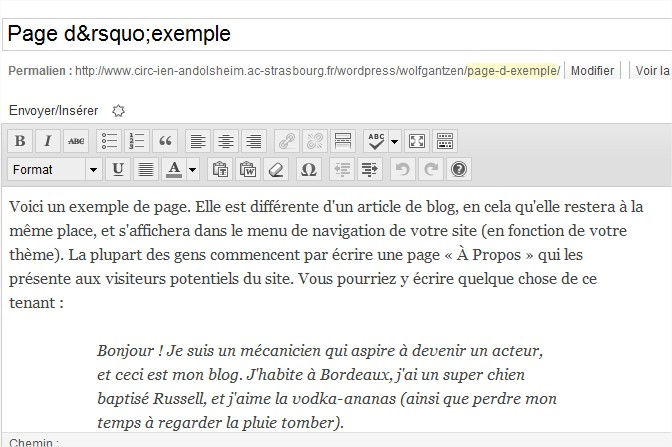 Page d&rsquo;exemple
Permalien : http://www.circ-ien-andolsheim.ac-strasbourg.fr/wordpress/wolfgantzen/page-d-exemple/ Modifier Voir la
Envoyer/Insérer
B I ABC ABC
Format U A Ω
Voici un exemple de page. Elle est différente d'un article de blog, en cela qu'elle restera à la
même place, et s'affichera dans le menu de navigation de votre site (en fonction de votre
thème). La plupart des gens commencent par écrire une page « À Propos » qui les
présente aux visiteurs potentiels du site. Vous pourriez y écrire quelque chose de ce
tenant :
Bonjour ! Je suis un mécanicien qui aspire à devenir un acteur,
et ceci est mon blog. J'habite à Bordeaux, j'ai un super chien
baptisé Russell, et j'aime la vodka-ananas (ainsi que perdre mon
temps à regarder la pluie tomber).
Chemin :